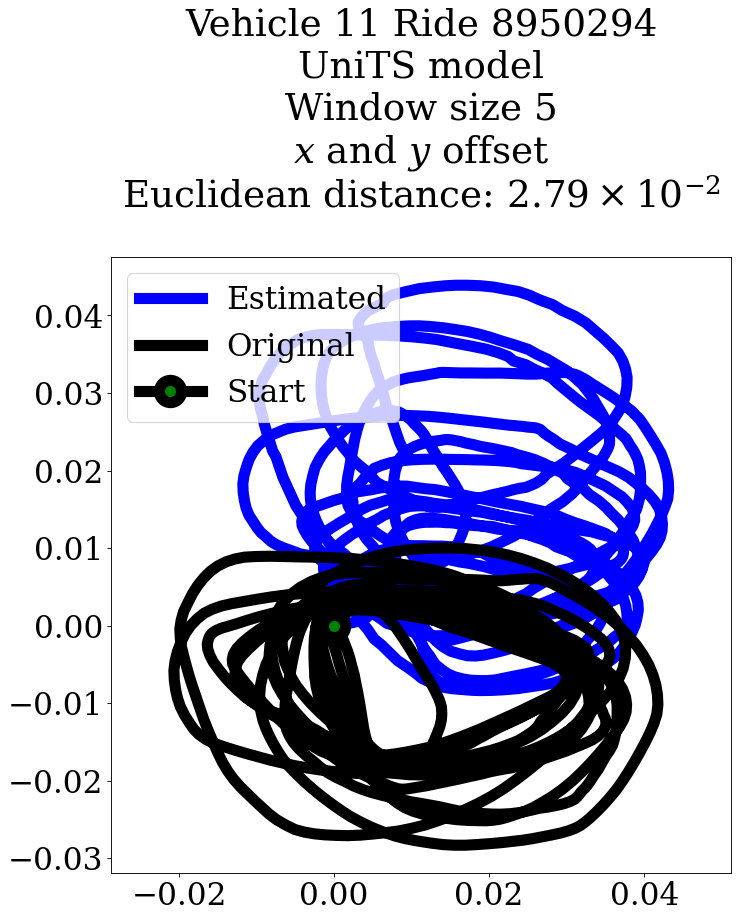 Vehicle 11 Ride 8950294
UniTS model
Window size 5
x and y offset
Euclidean distance: 2.79 × 10⁻²
Estimated
Original
Start
0.04
0.03
0.02
0.01
0.00
−0.01
−0.02
−0.03
−0.02 0.00 0.02 0.04